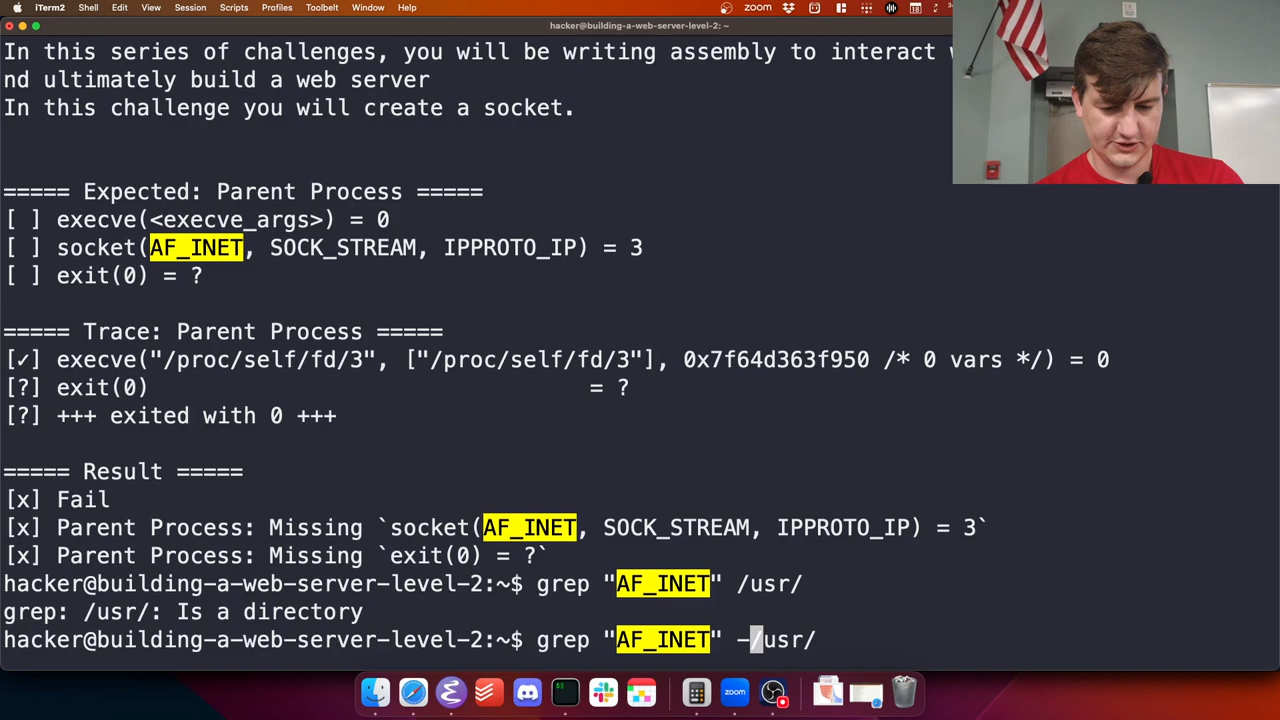 iTerm2 Shell Edit View Session Scripts Profiles Toolbelt Window Help zoom 18
hacker@building-a-web-server-level-2: ~
In this series of challenges, you will be writing assembly to interact
nd ultimately build a web server
In this challenge you will create a socket.
===== Expected: Parent Process =====
[ ] execve(<execve_args>) = 0
[ ] socket(AF_INET, SOCK_STREAM, IPPROTO_IP) = 3
[ ] exit(0) = ?
===== Trace: Parent Process =====
[✓] execve("/proc/self/fd/3", ["/proc/self/fd/3"], 0x7f64d363f950 /* 0 vars */) = 0
[?] exit(0) = ?
[?] +++ exited with 0 +++
===== Result =====
[x] Fail
[x] Parent Process: Missing `socket(AF_INET, SOCK_STREAM, IPPROTO_IP) = 3`
[x] Parent Process: Missing `exit(0) = ?`
hacker@building-a-web-server-level-2:~$ grep "AF_INET" /usr/
grep: /usr/: Is a directory
hacker@building-a-web-server-level-2:~$ grep "AF_INET" -/usr/
zoom